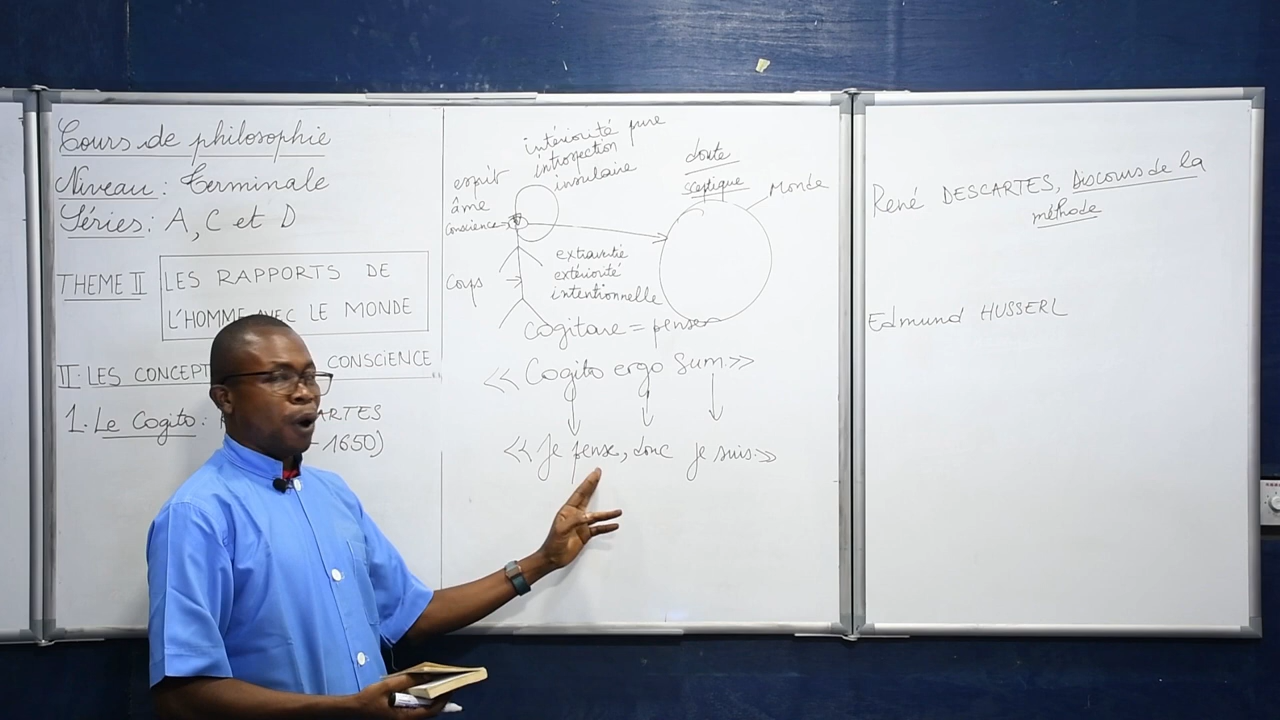 Cours de philosophie
Niveau : Terminale
Séries : A, C et D
THEME II
LES RAPPORTS DE
L'HOMME AVEC LE MONDE
II. LES CONCEPT CONSCIENCE
1. Le Cogito : ARTES
- 1650)
intériorité pure
introspection
insulaire
esprit
âme
conscience
corps
extravertie
extériorité
intentionnelle
doute
sceptique
Monde
cogitare = penser
<< Cogito ergo Sum >>
<< Je pense, donc je suis >>
René DESCARTES, Discours de la
méthode
Edmund HUSSERL